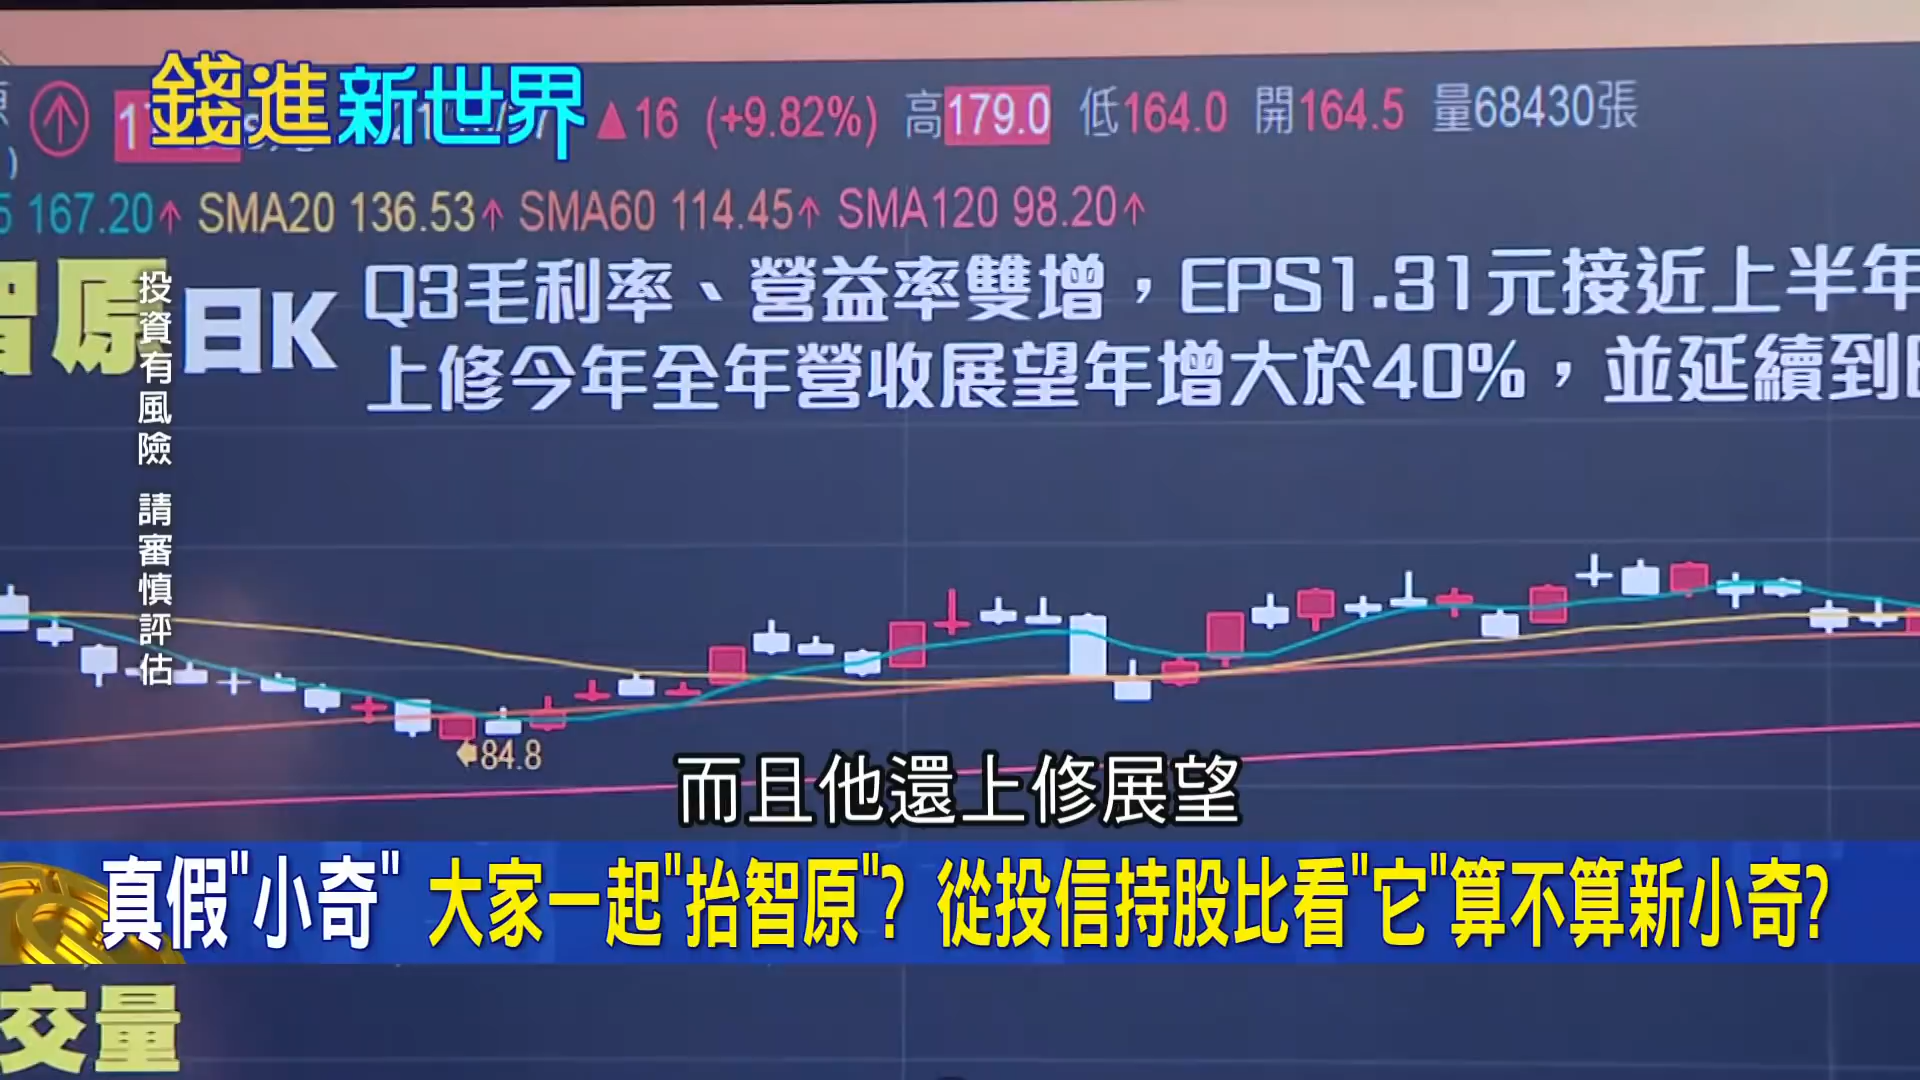 錢進新世界
▲16 (+9.82%) 高179.0 低164.0 開164.5 量68430張
167.20↑ SMA20 136.53↑ SMA60 114.45↑ SMA120 98.20↑
智原日K
Q3毛利率、營益率雙增，EPS1.31元接近上半年
上修今年全年營收展望年增大於40%，並延續到
投資有風險 請審慎評估
84.8
而且他還上修展望
真假"小奇" 大家一起"抬智原"? 從投信持股比看"它"算不算新小奇?
交量